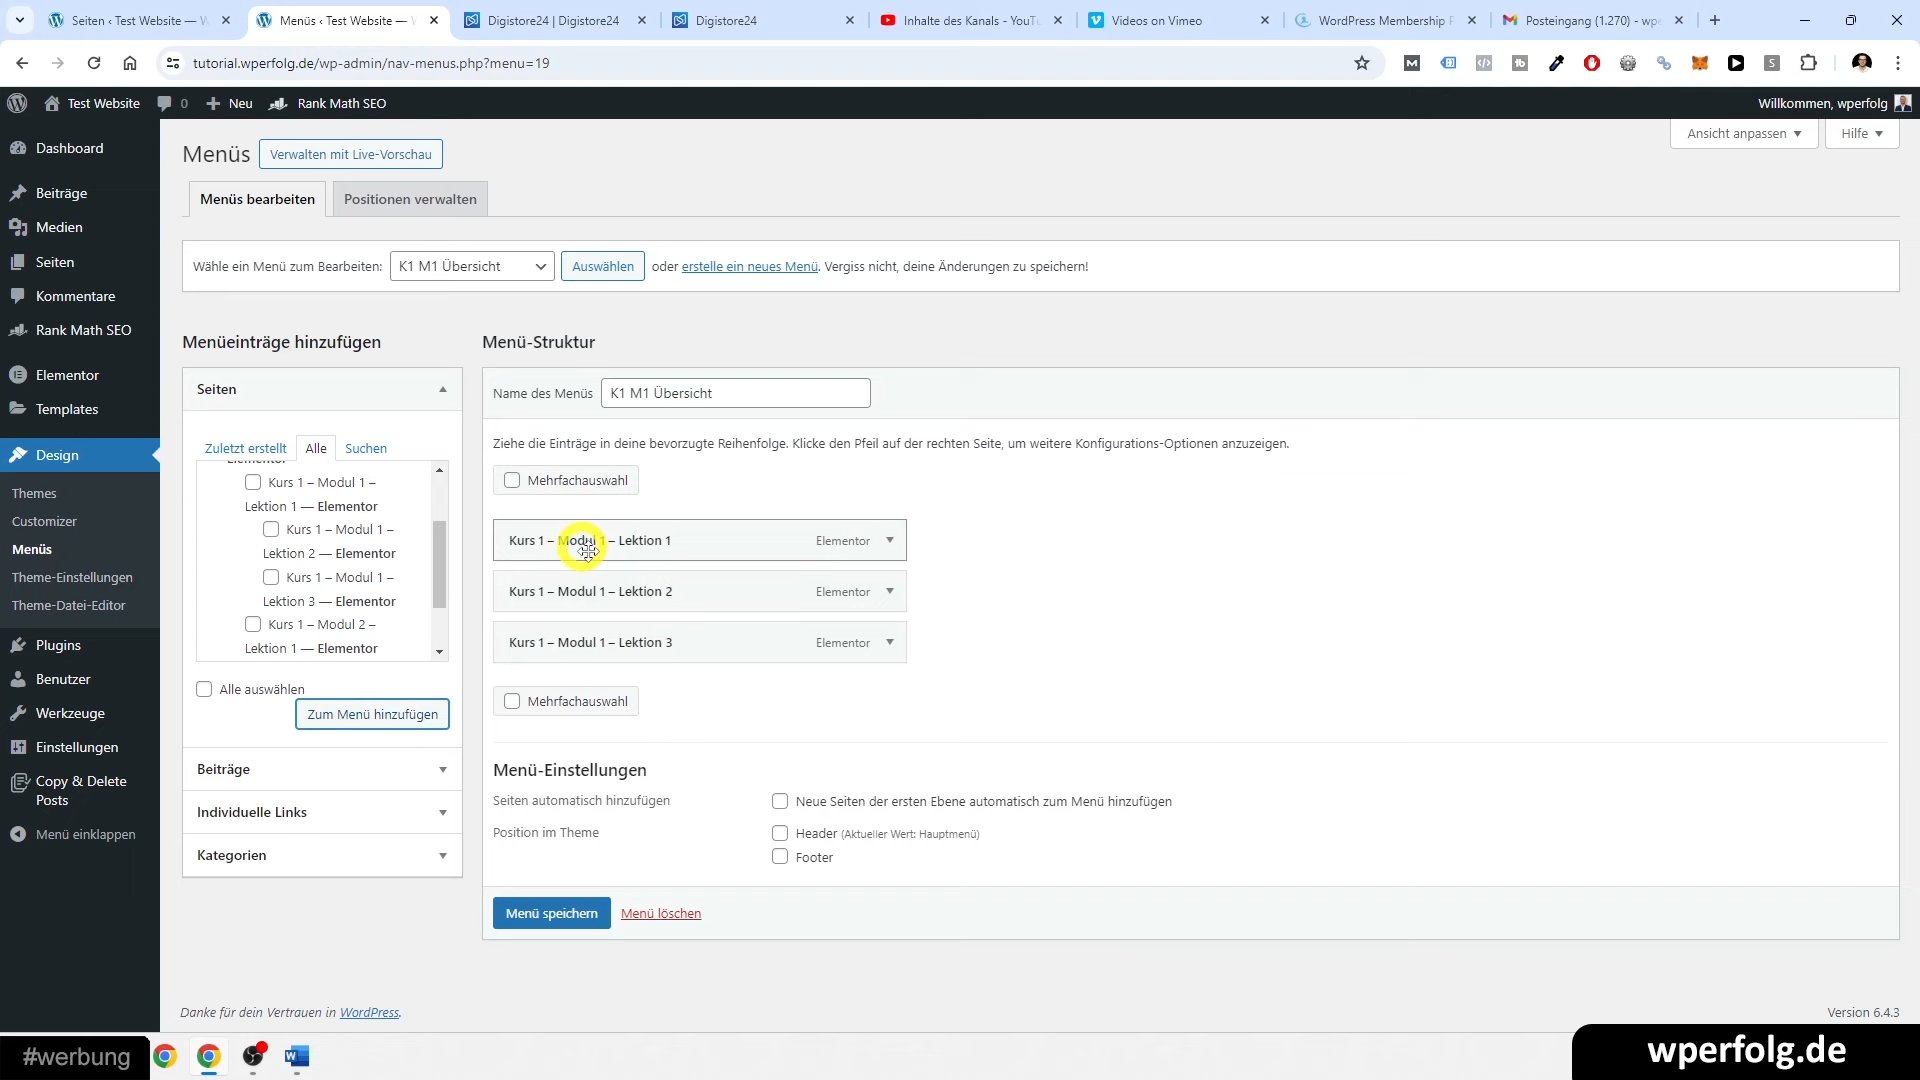 Seiten ‹ Test Website — W
Menüs ‹ Test Website —
Digistore24 | Digistore24
Digistore24
Inhalte des Kanals - YouTu
Videos on Vimeo
WordPress Membership P
Posteingang (1.270) - wpe
tutorial.wperfolg.de/wp-admin/nav-menus.php?menu=19
Test Website
0
Neu
Rank Math SEO
Willkommen, wperfolg
Dashboard
Beiträge
Medien
Seiten
Kommentare
Rank Math SEO
Elementor
Templates
Design
Themes
Customizer
Menüs
Theme-Einstellungen
Theme-Datei-Editor
Plugins
Benutzer
Werkzeuge
Einstellungen
Copy & Delete
Posts
Menü einklappen
Ansicht anpassen
Hilfe
Menüs
Verwalten mit Live-Vorschau
Menüs bearbeiten
Positionen verwalten
Wähle ein Menü zum Bearbeiten:
K1 M1 Übersicht
Auswählen
oder erstelle ein neues Menü. Vergiss nicht, deine Änderungen zu speichern!
Menüeinträge hinzufügen
Seiten
Zuletzt erstellt
Alle
Suchen
Elementor
Kurs 1 – Modul 1 –
Lektion 1 — Elementor
Kurs 1 – Modul 1 –
Lektion 2 — Elementor
Kurs 1 – Modul 1 –
Lektion 3 — Elementor
Kurs 1 – Modul 2 –
Lektion 1 — Elementor
Alle auswählen
Zum Menü hinzufügen
Beiträge
Individuelle Links
Kategorien
Menü-Struktur
Name des Menüs
K1 M1 Übersicht
Ziehe die Einträge in deine bevorzugte Reihenfolge. Klicke den Pfeil auf der rechten Seite, um weitere Konfigurations-Optionen anzuzeigen.
Mehrfachauswahl
Kurs 1 – Modul 1 – Lektion 1
Elementor
Kurs 1 – Modul 1 – Lektion 2
Elementor
Kurs 1 – Modul 1 – Lektion 3
Elementor
Mehrfachauswahl
Menü-Einstellungen
Seiten automatisch hinzufügen
Neue Seiten der ersten Ebene automatisch zum Menü hinzufügen
Position im Theme
Header (Aktueller Wert: Hauptmenü)
Footer
Menü speichern
Menü löschen
Danke für dein Vertrauen in WordPress.
Version 6.4.3
#werbung
wperfolg.de